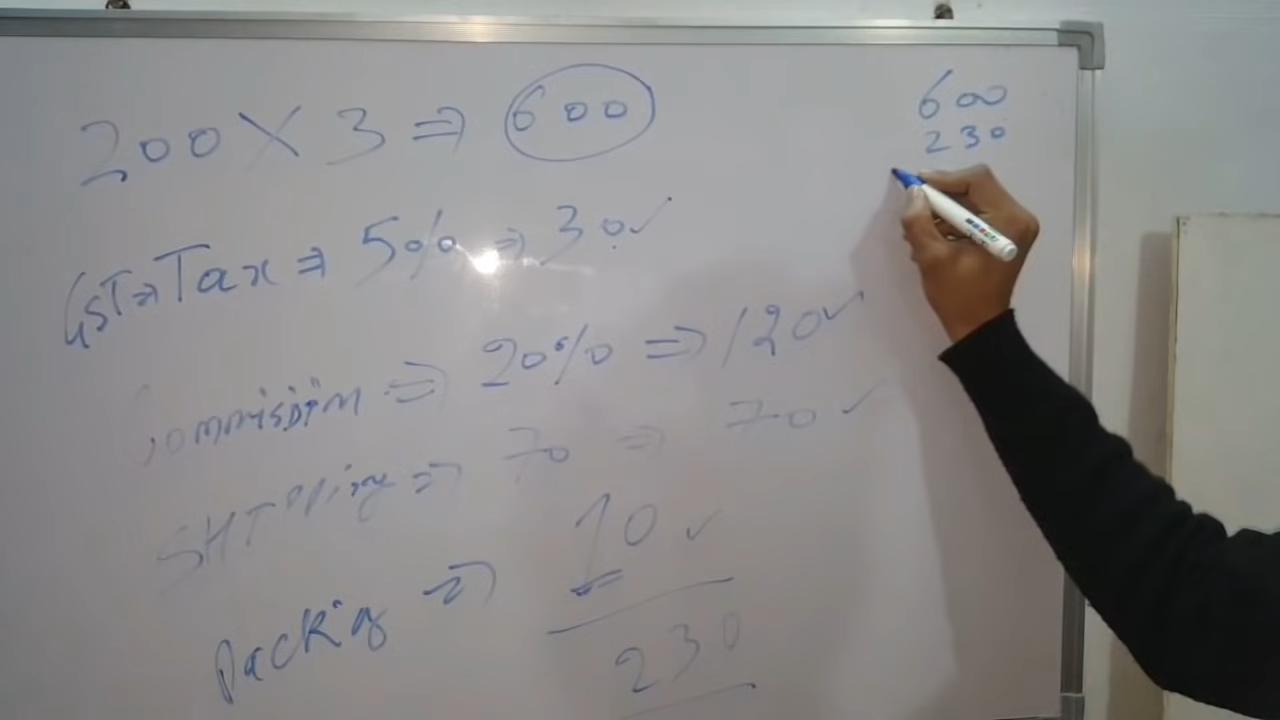 200 X 3 ⇒ 600
GST⇒Tax ⇒ 5% ⇒ 30✓
Commission ⇒ 20% ⇒ 120✓
SHIPPing ⇒ 70 ⇒ 70✓
Packing ⇒ 10✓
230
600
230